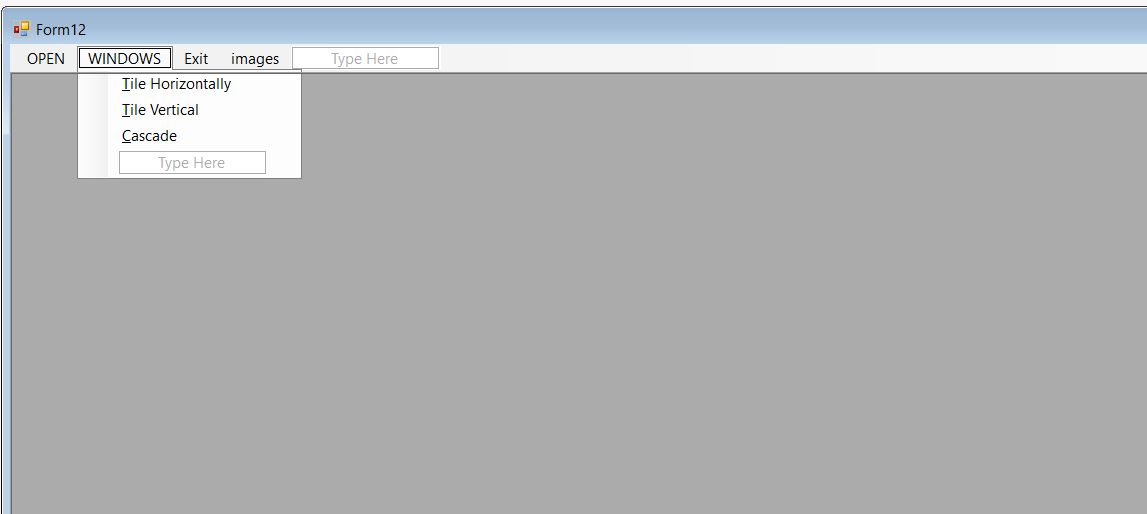 Form12
OPEN WINDOWS Exit images Type Here
Tile Horizontally
Tile Vertical
Cascade
Type Here